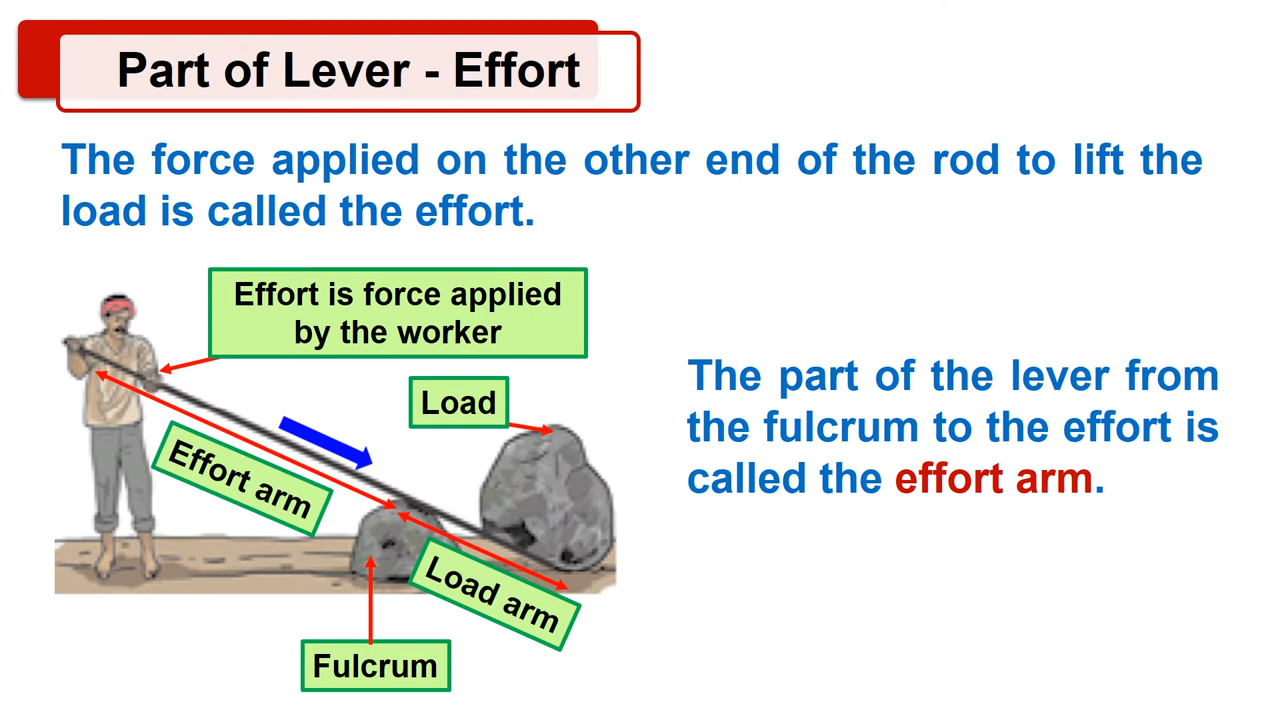 Part of Lever - Effort
The force applied on the other end of the rod to lift the
load is called the effort.
Effort is force applied
by the worker
Load
Effort arm
Load arm
Fulcrum
The part of the lever from
the fulcrum to the effort is
called the effort arm.